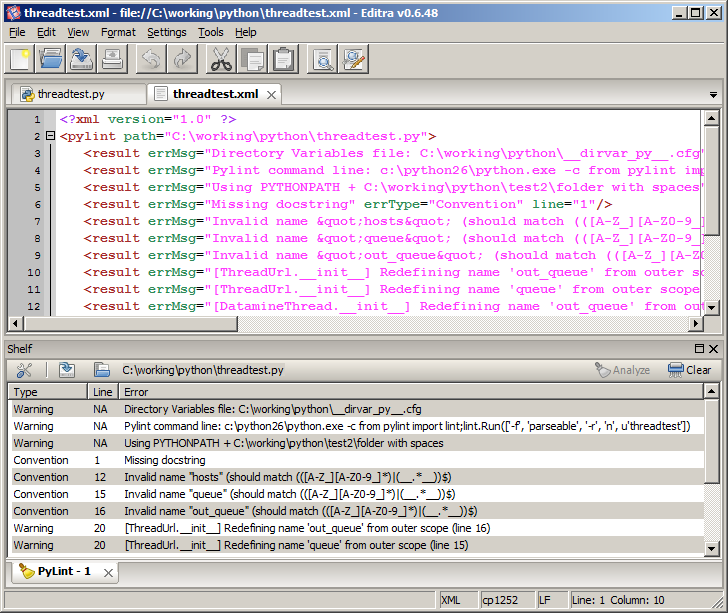 threadtest.xml - file://C:\working\python\threadtest.xml - Editra v0.6.48
File Edit View Format Settings Tools Help
threadtest.py threadtest.xml
1 <?xml version="1.0" ?>
2 <pylint path="C:\working\python\threadtest.py">
3 <result errMsg="Directory Variables file: C:\working\python\__dirvar_py__.cfg"
4 <result errMsg="Pylint command line: c:\python26\python.exe -c from pylint imp
5 <result errMsg="Using PYTHONPATH + C:\working\python\test2\folder with spaces"
6 <result errMsg="Missing docstring" errType="Convention" line="1"/>
7 <result errMsg="Invalid name &quot;hosts&quot; (should match (([A-Z_][A-Z0-9_]
8 <result errMsg="Invalid name &quot;queue&quot; (should match (([A-Z_][A-Z0-9_]
9 <result errMsg="Invalid name &quot;out_queue&quot; (should match (([A-Z_][A-Z0
10 <result errMsg="[ThreadUrl.__init__] Redefining name 'out_queue' from outer sc
11 <result errMsg="[ThreadUrl.__init__] Redefining name 'queue' from outer scope
12 <result errMsg="[DatamineThread.__init__] Redefining name 'out_queue' from out
Shelf
C:\working\python\threadtest.py Analyze Clear
Type Line Error
Warning NA Directory Variables file: C:\working\python\__dirvar_py__.cfg
Warning NA Pylint command line: c:\python26\python.exe -c from pylint import lint;lint.Run(['-f', 'parseable', '-r', 'n', u'threadtest'])
Warning NA Using PYTHONPATH + C:\working\python\test2\folder with spaces
Convention 1 Missing docstring
Convention 12 Invalid name "hosts" (should match (([A-Z_][A-Z0-9_]*)|(__.*__))$)
Convention 15 Invalid name "queue" (should match (([A-Z_][A-Z0-9_]*)|(__.*__))$)
Convention 16 Invalid name "out_queue" (should match (([A-Z_][A-Z0-9_]*)|(__.*__))$)
Warning 20 [ThreadUrl.__init__] Redefining name 'out_queue' from outer scope (line 16)
Warning 20 [ThreadUrl.__init__] Redefining name 'queue' from outer scope (line 15)
PyLint - 1
XML cp1252 LF Line: 1 Column: 10